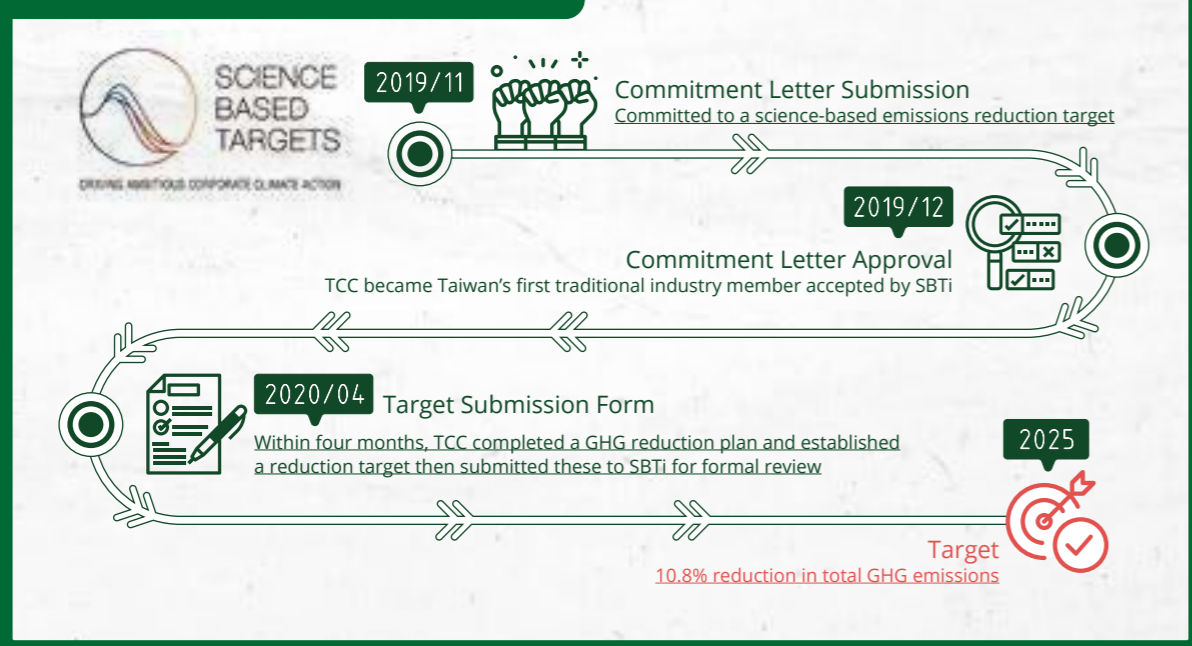 SCIENCE
BASED
TARGETS
DRIVING AMBITIOUS CORPORATE CLIMATE ACTION
2019/11
Commitment Letter Submission
Committed to a science-based emissions reduction target
2019/12
Commitment Letter Approval
TCC became Taiwan's first traditional industry member accepted by SBTi
2020/04
Target Submission Form
Within four months, TCC completed a GHG reduction plan and established
a reduction target then submitted these to SBTi for formal review
2025
Target
10.8% reduction in total GHG emissions